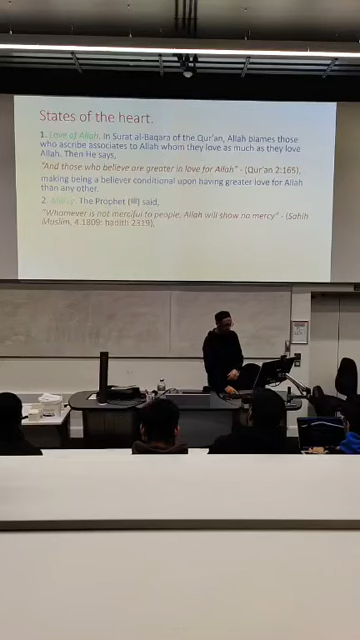 States of the heart.
1. Love of Allah. In Surat al-Baqara of the Qur'an, Allah blames those
who ascribe associates to Allah whom they love as much as they love
Allah. Then He says,
"And those who believe are greater in love for Allah" - (Qur'an 2:165),
making being a believer conditional upon having greater love for Allah
than any other.
2. Mercy. The Prophet (ﷺ) said,
"Whomever is not merciful to people, Allah will show no mercy" - (Sahih
Muslim, 4.1809: hadith 2319),